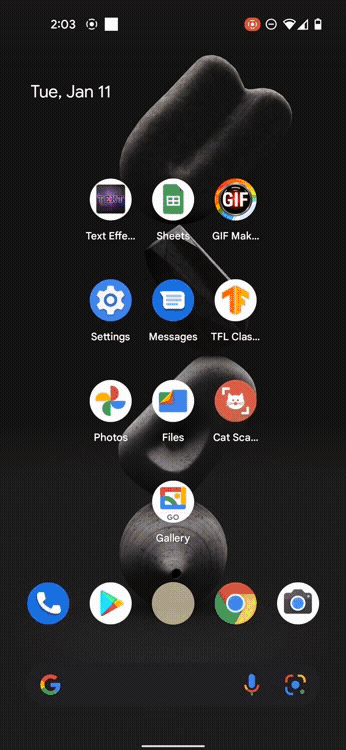 2:03
Tue, Jan 11
TEXT
GIF
Text Effe...
Sheets
GIF Mak...
Settings
Messages
TFL Clas...
Photos
Files
Cat Sca...
GO
Gallery